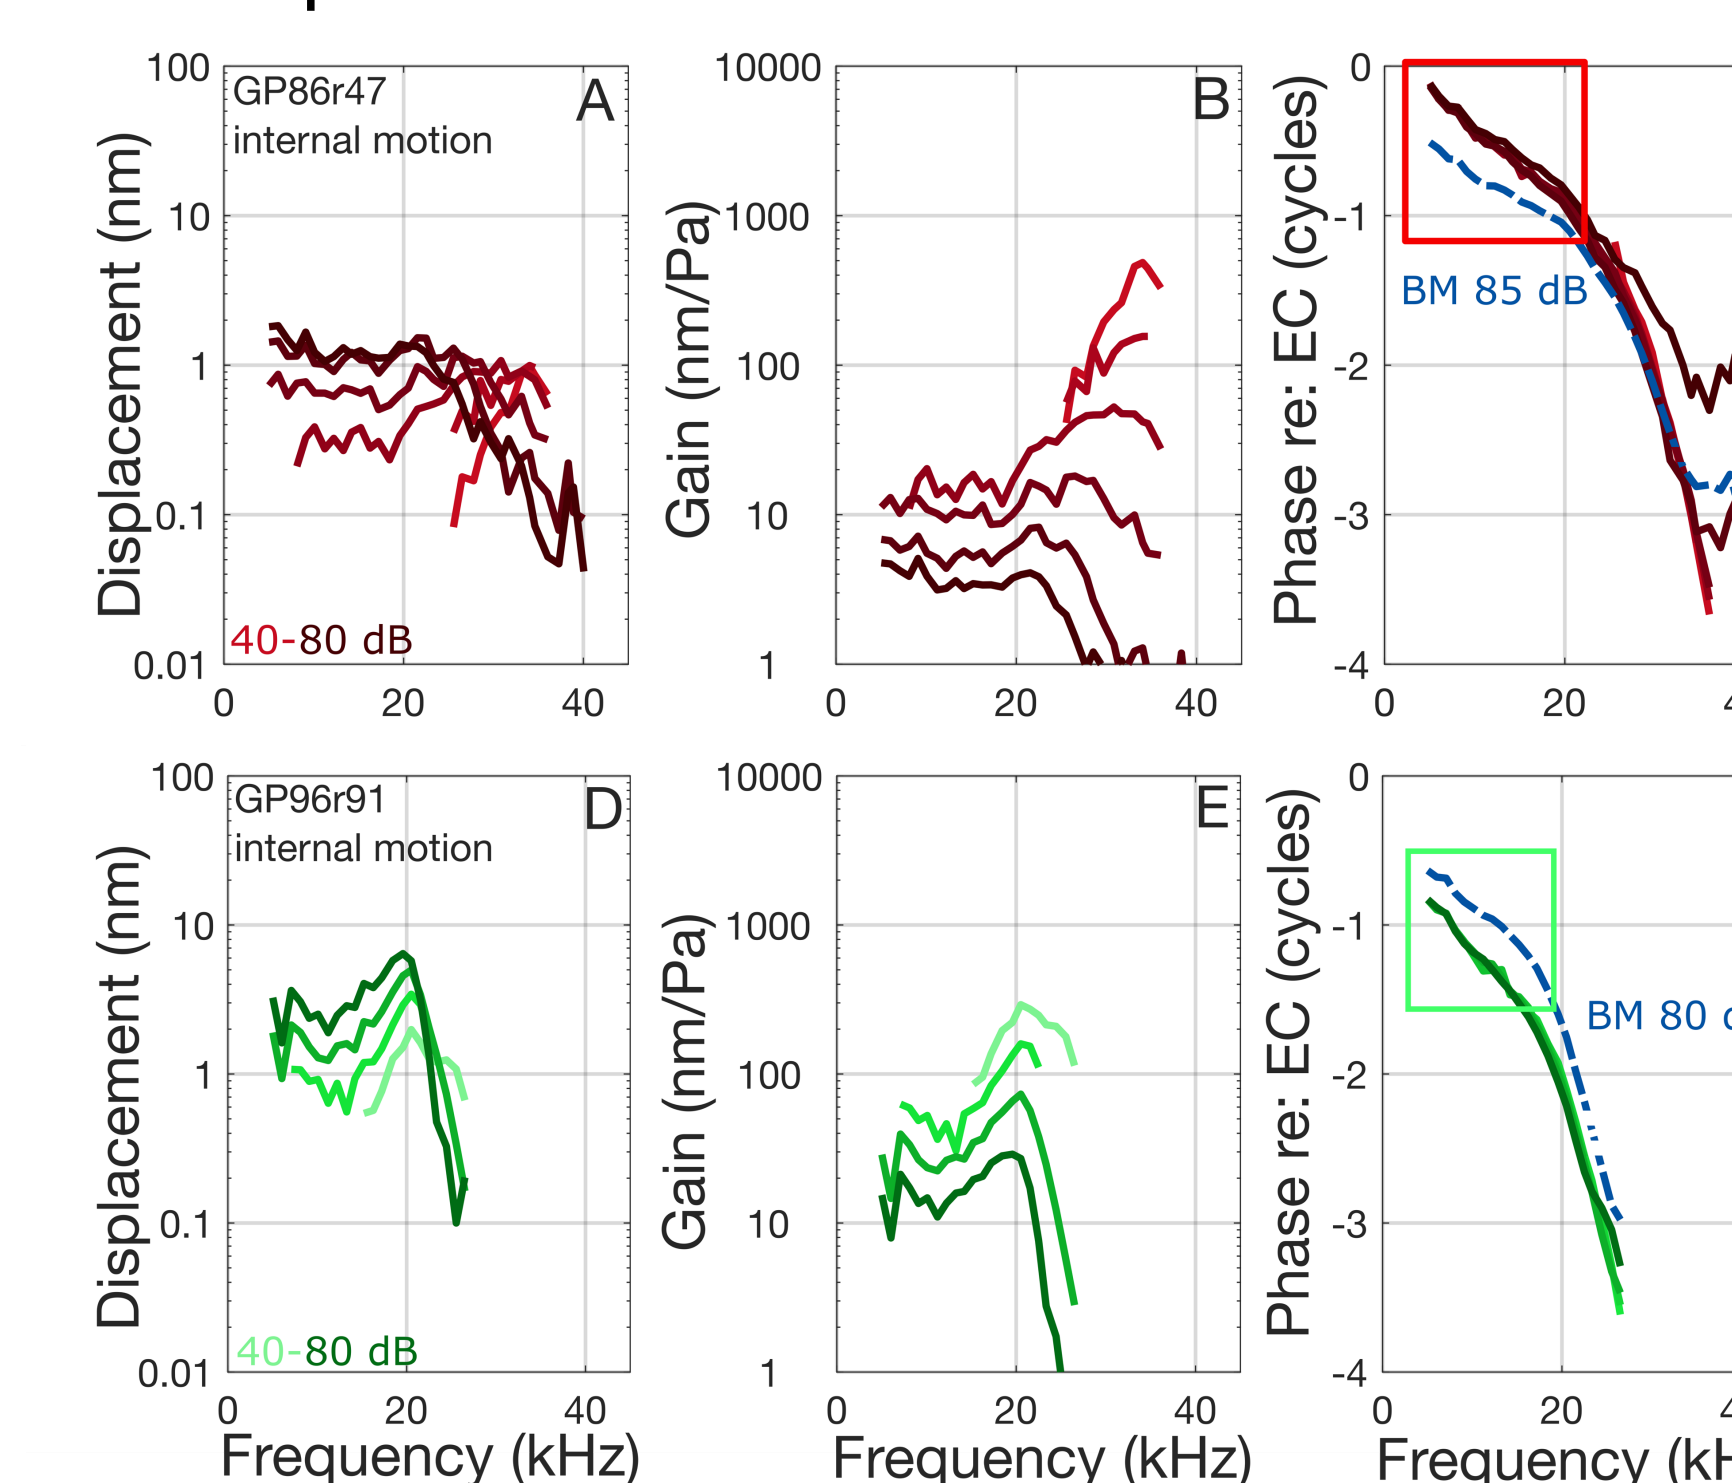 100
10
1
0.1
0.01
Displacement (nm)
GP86r47
internal motion
A
40-80 dB
0
20
40
10000
1000
100
10
1
Gain (nm/Pa)
B
0
20
40
0
-1
-2
-3
-4
Phase re: EC (cycles)
BM 85 dB
0
20
100
10
1
0.1
0.01
Displacement (nm)
GP96r91
internal motion
D
40-80 dB
0
20
40
Frequency (kHz)
10000
1000
100
10
1
Gain (nm/Pa)
E
0
20
40
Frequency (kHz)
0
-1
-2
-3
-4
Phase re: EC (cycles)
BM 80
0
20
Frequency